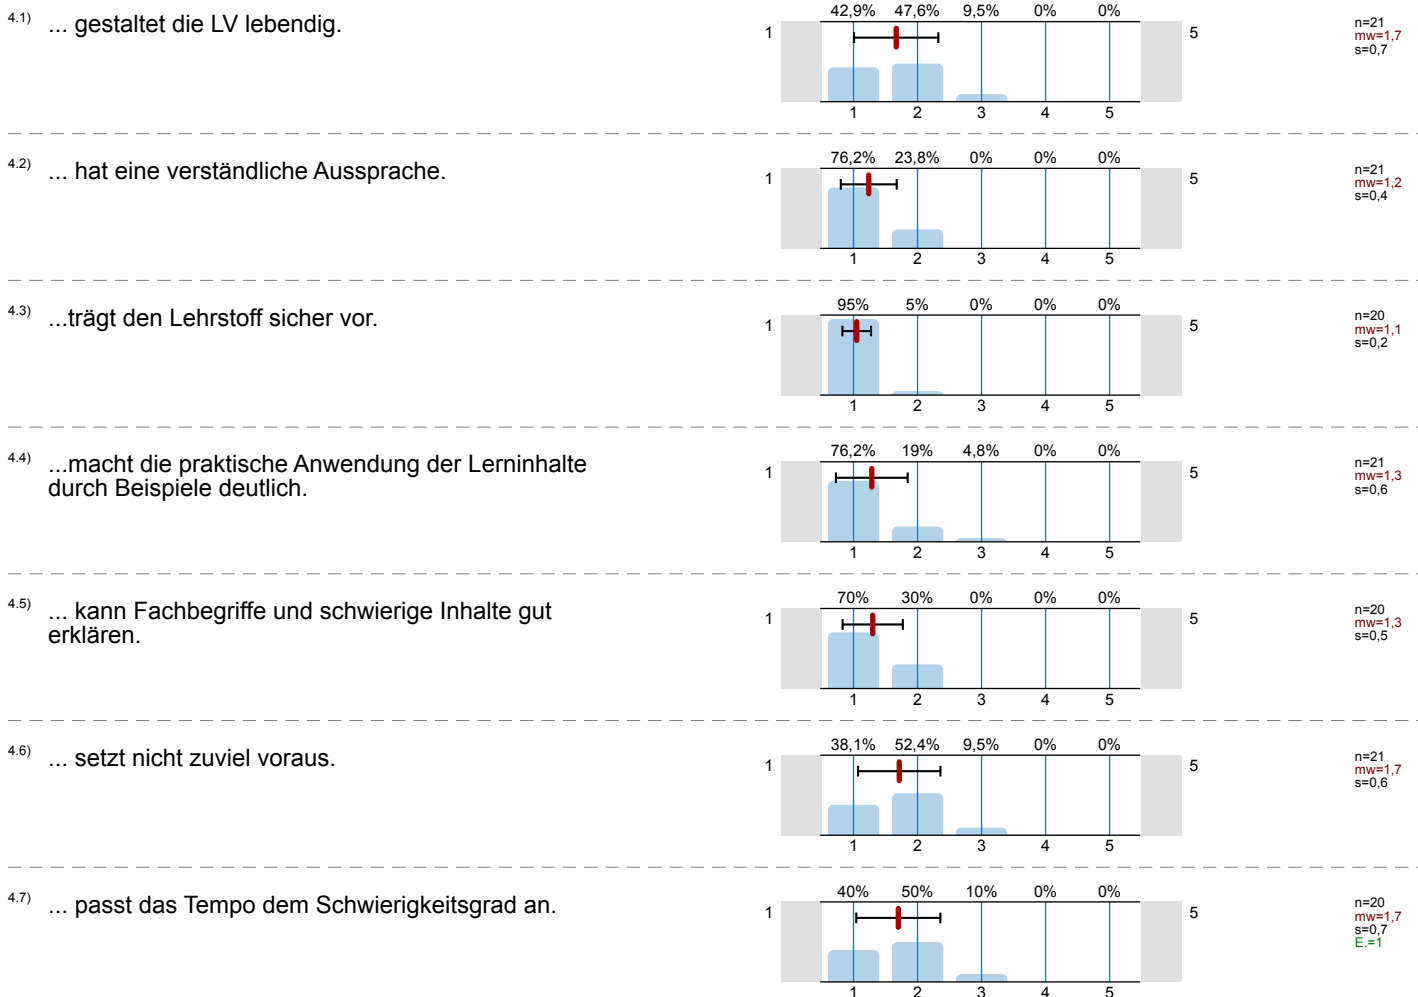 4.1) ... gestaltet die LV lebendig.
42,9% 47,6% 9,5% 0% 0%
1 5
1 2 3 4 5
n=21
mw=1,7
s=0,7
4.2) ... hat eine verständliche Aussprache.
76,2% 23,8% 0% 0% 0%
1 5
1 2 3 4 5
n=21
mw=1,2
s=0,4
4.3) ...trägt den Lehrstoff sicher vor.
95% 5% 0% 0% 0%
1 5
1 2 3 4 5
n=20
mw=1,1
s=0,2
4.4) ...macht die praktische Anwendung der Lerninhalte
durch Beispiele deutlich.
76,2% 19% 4,8% 0% 0%
1 5
1 2 3 4 5
n=21
mw=1,3
s=0,6
4.5) ... kann Fachbegriffe und schwierige Inhalte gut
erklären.
70% 30% 0% 0% 0%
1 5
1 2 3 4 5
n=20
mw=1,3
s=0,5
4.6) ... setzt nicht zuviel voraus.
38,1% 52,4% 9,5% 0% 0%
1 5
1 2 3 4 5
n=21
mw=1,7
s=0,6
4.7) ... passt das Tempo dem Schwierigkeitsgrad an.
40% 50% 10% 0% 0%
1 5
1 2 3 4 5
n=20
mw=1,7
s=0,7
E.=1